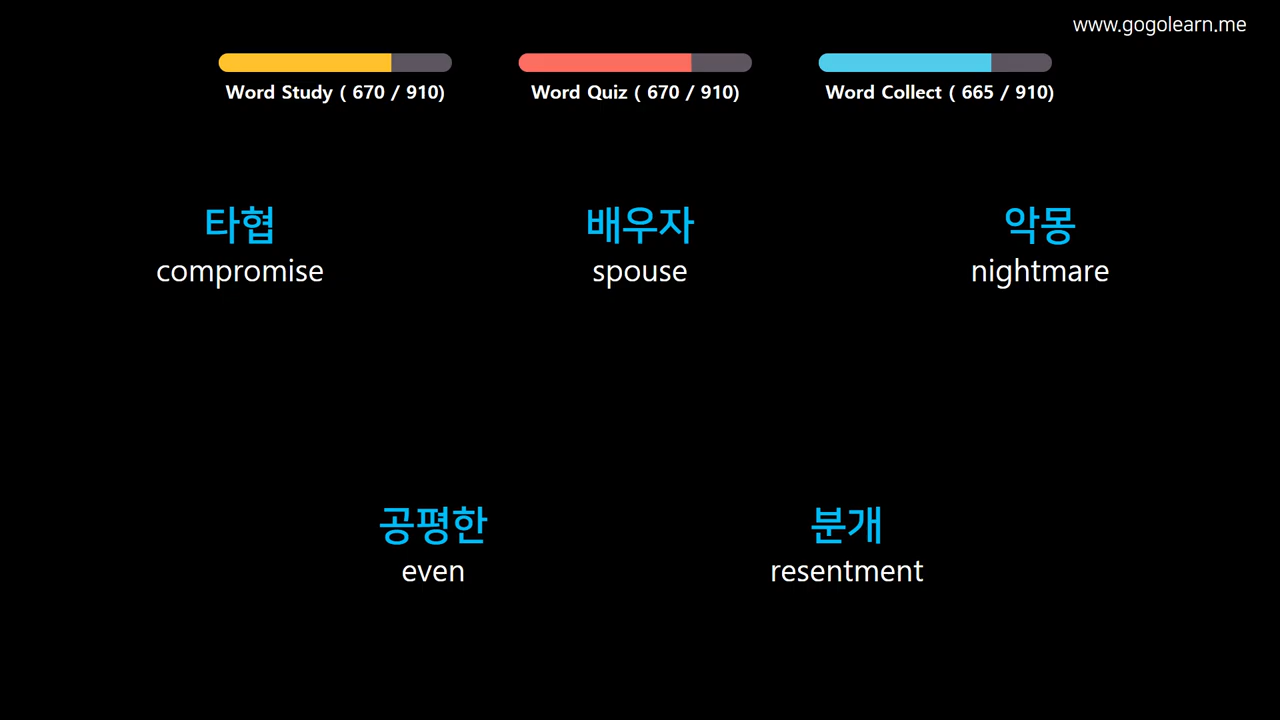 www.gogolearn.me
Word Study ( 670 / 910)
Word Quiz ( 670 / 910)
Word Collect ( 665 / 910)
타협
compromise
배우자
spouse
악몽
nightmare
공평한
even
분개
resentment